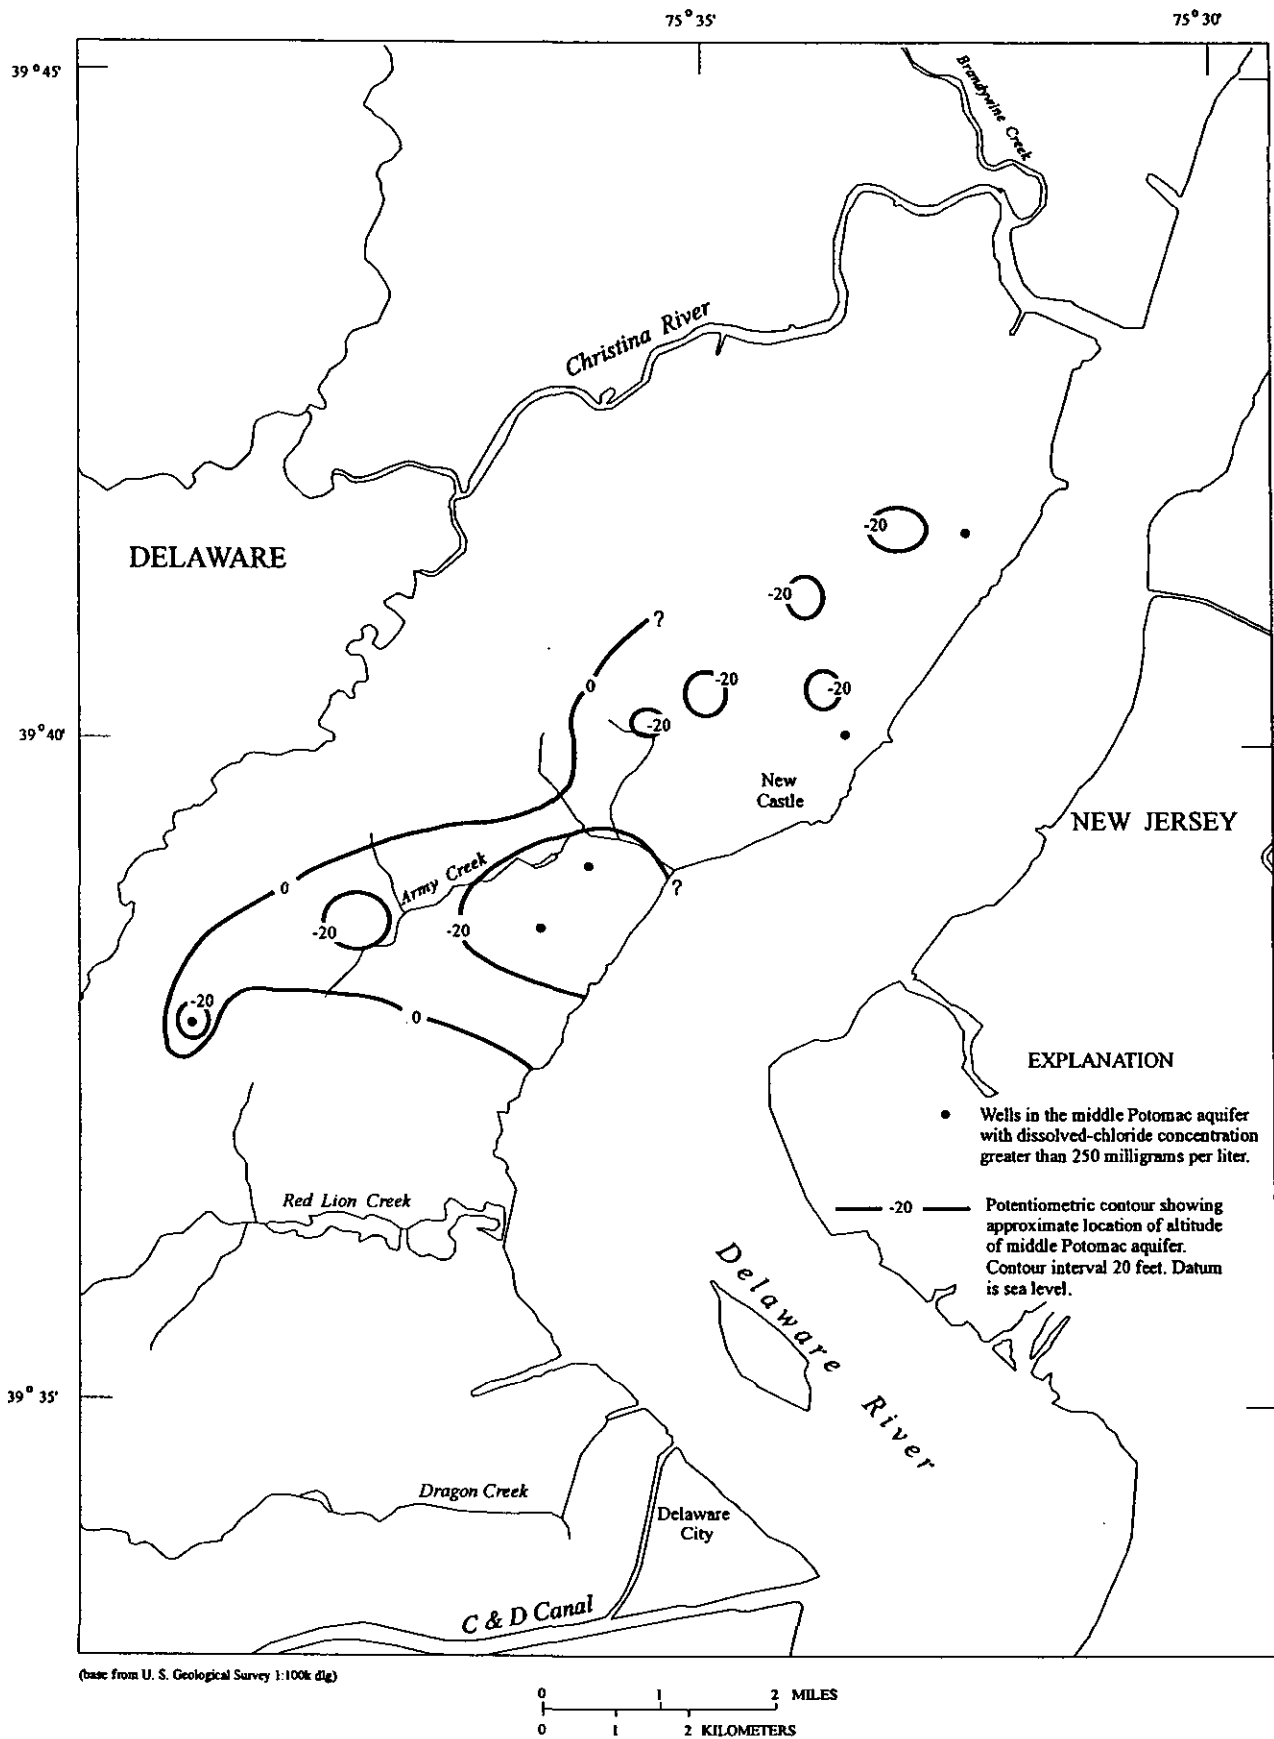 75° 35'
75° 30'
39° 45'
Brandywine Creek
Christina River
DELAWARE
-20
-20
?
0
-20
-20
-20
39° 40'
New
Castle
NEW JERSEY
Army Creek
0
?
-20
-20
-20
0
EXPLANATION
Wells in the middle Potomac aquifer
with dissolved-chloride concentration
greater than 250 milligrams per liter.
Red Lion Creek
-20
Potentiometric contour showing
approximate location of altitude
of middle Potomac aquifer.
Contour interval 20 feet. Datum
is sea level.
Delaware River
39° 35'
Dragon Creek
Delaware
City
C & D Canal
(base from U. S. Geological Survey 1:100k dlg)
0 1 2 MILES
0 1 2 KILOMETERS